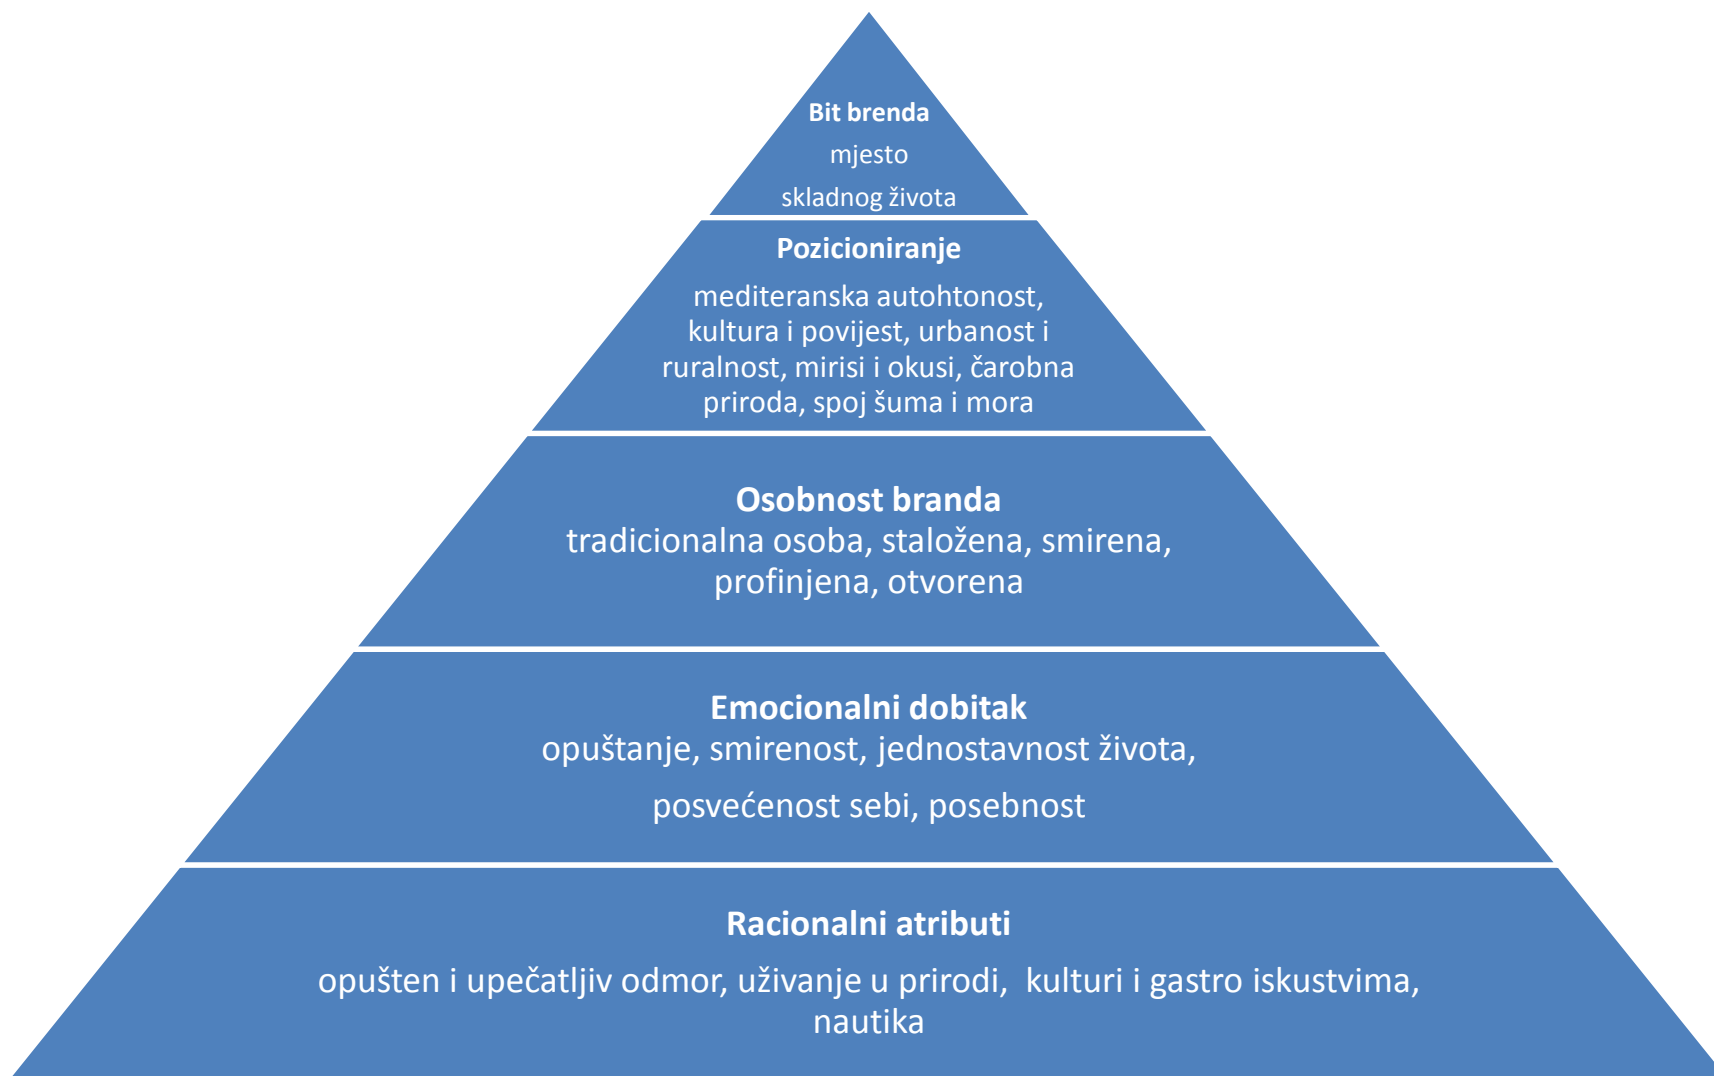 Bit brenda
mjesto
skladnog života
Pozicioniranje
mediteranska autohtonost,
kultura i povijest, urbanost i
ruralnost, mirisi i okusi, čarobna
priroda, spoj šuma i mora
Osobnost branda
tradicionalna osoba, staložena, smirena,
profinjena, otvorena
Emocionalni dobitak
opuštanje, smirenost, jednostavnost života,
posvećenost sebi, posebnost
Racionalni atributi
opušten i upečatljiv odmor, uživanje u prirodi,  kulturi i gastro iskustvima,
nautika